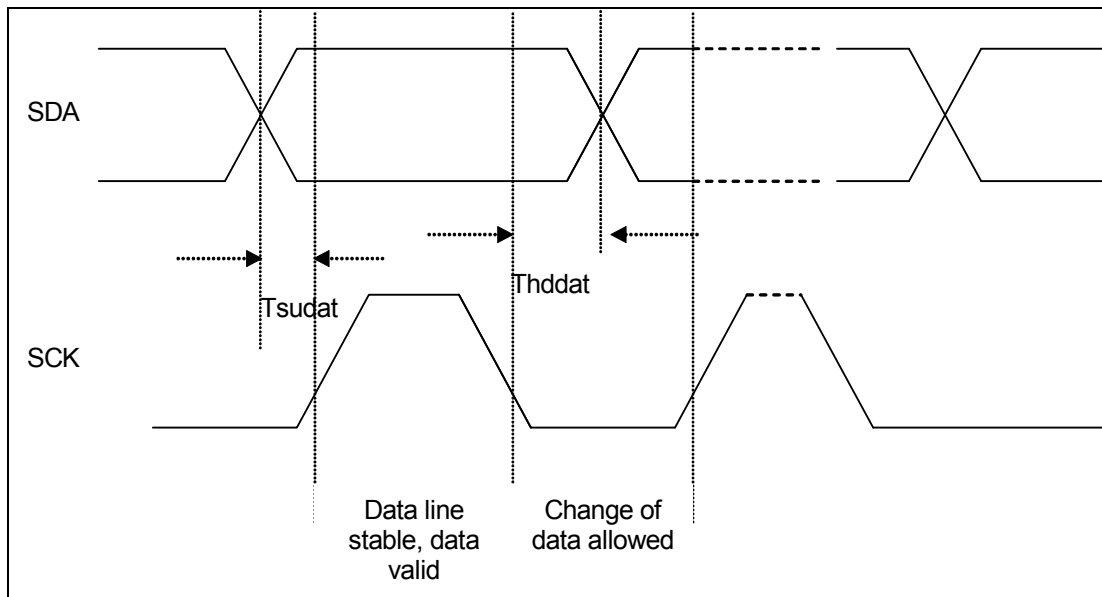 SDA
Thddat
Tsudat
SCK
Data line
stable, data
valid
Change of
data allowed